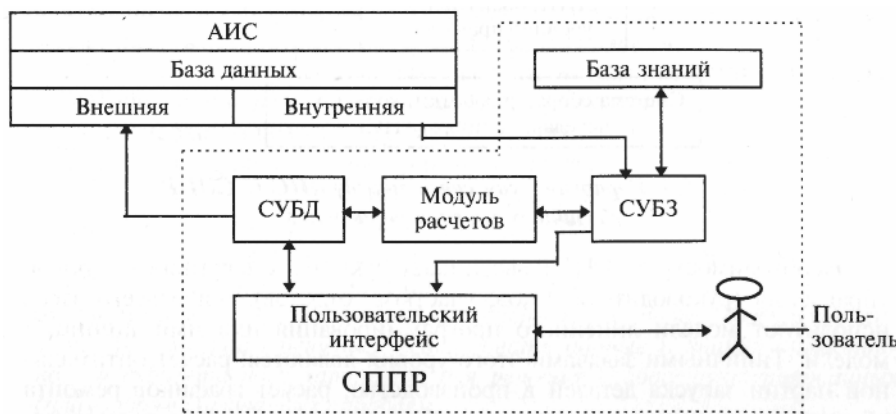 АИС
База данных
Внешняя
Внутренняя
База знаний
СУБД
Модуль
расчетов
СУБЗ
Пользовательский
интерфейс
СППР
Поль-
зователь